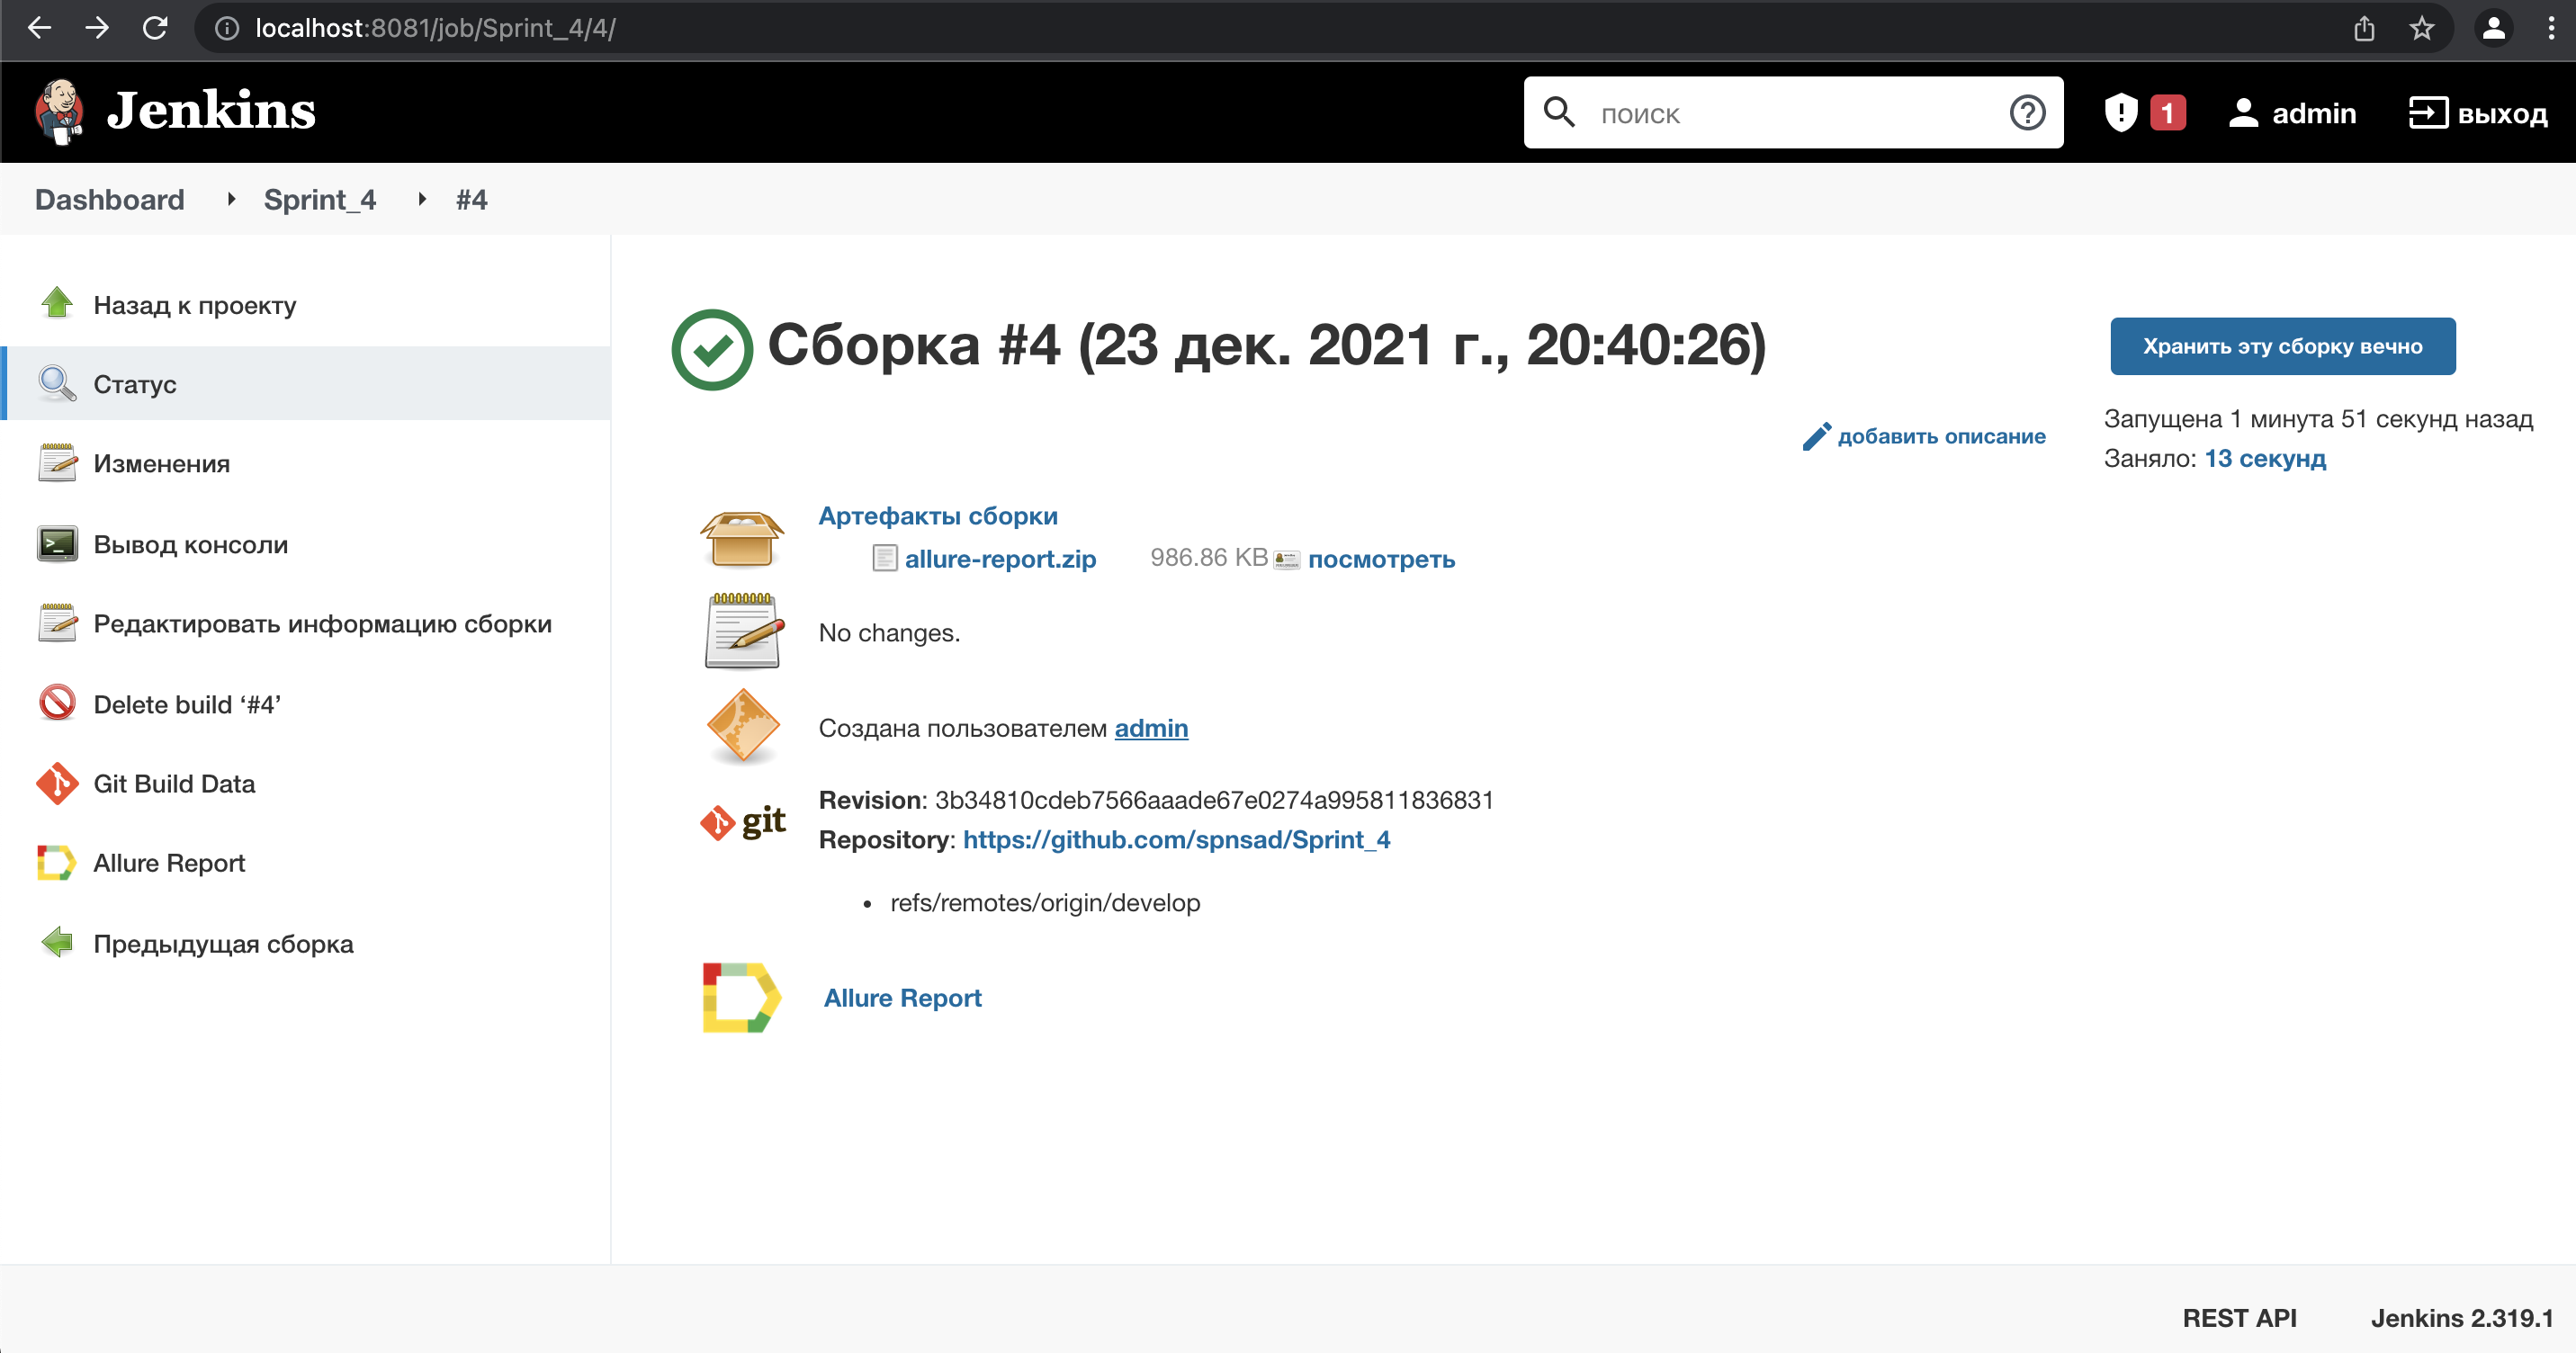 localhost:8081/job/Sprint_4/4/
Jenkins
поиск
1
admin
выход
Dashboard
Sprint_4
#4
Назад к проекту
Статус
Изменения
Вывод консоли
Редактировать информацию сборки
Delete build ‘#4’
Git Build Data
Allure Report
Предыдущая сборка
Сборка #4 (23 дек. 2021 г., 20:40:26)
Хранить эту сборку вечно
добавить описание
Запущена 1 минута 51 секунд назад
Заняло: 13 секунд
Артефакты сборки
allure-report.zip 986.86 KB посмотреть
No changes.
Создана пользователем admin
git
Revision: 3b34810cdeb7566aaade67e0274a995811836831
Repository: https://github.com/spnsad/Sprint_4
• refs/remotes/origin/develop
Allure Report
REST API
Jenkins 2.319.1